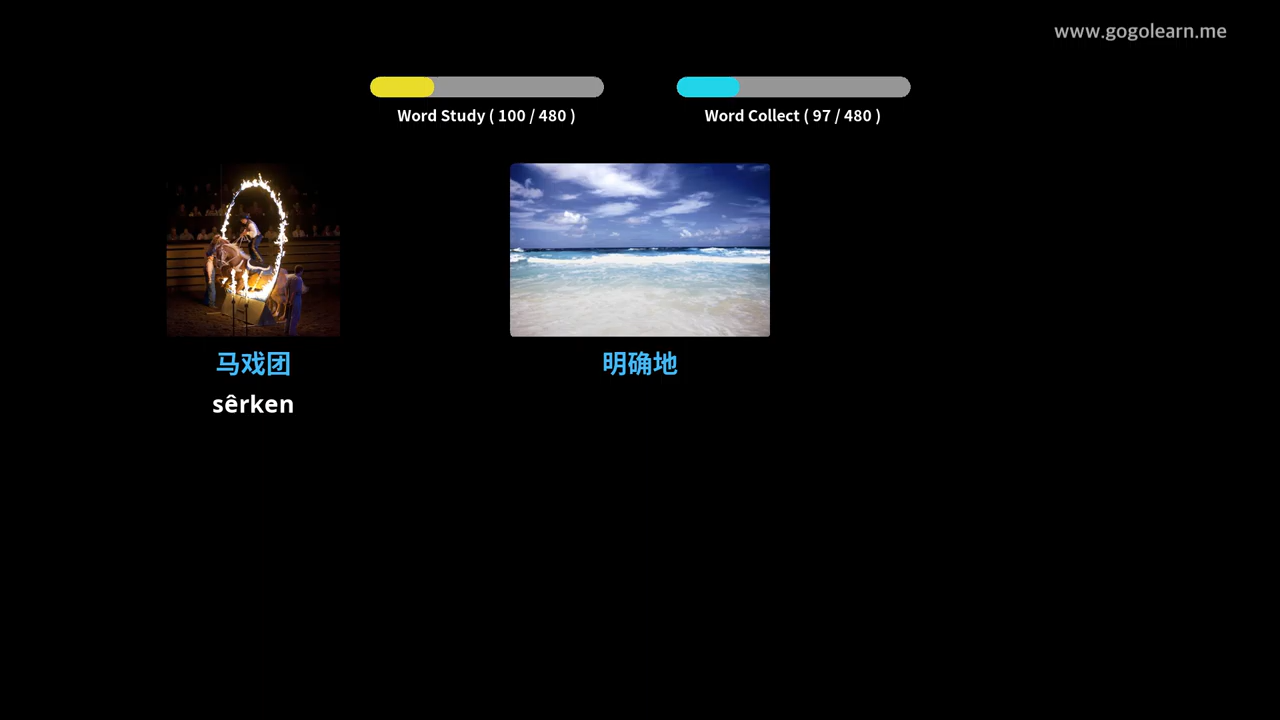 www.gogolearn.me
Word Study ( 100 / 480 )
Word Collect ( 97 / 480 )
马戏团
明确地
sêrken